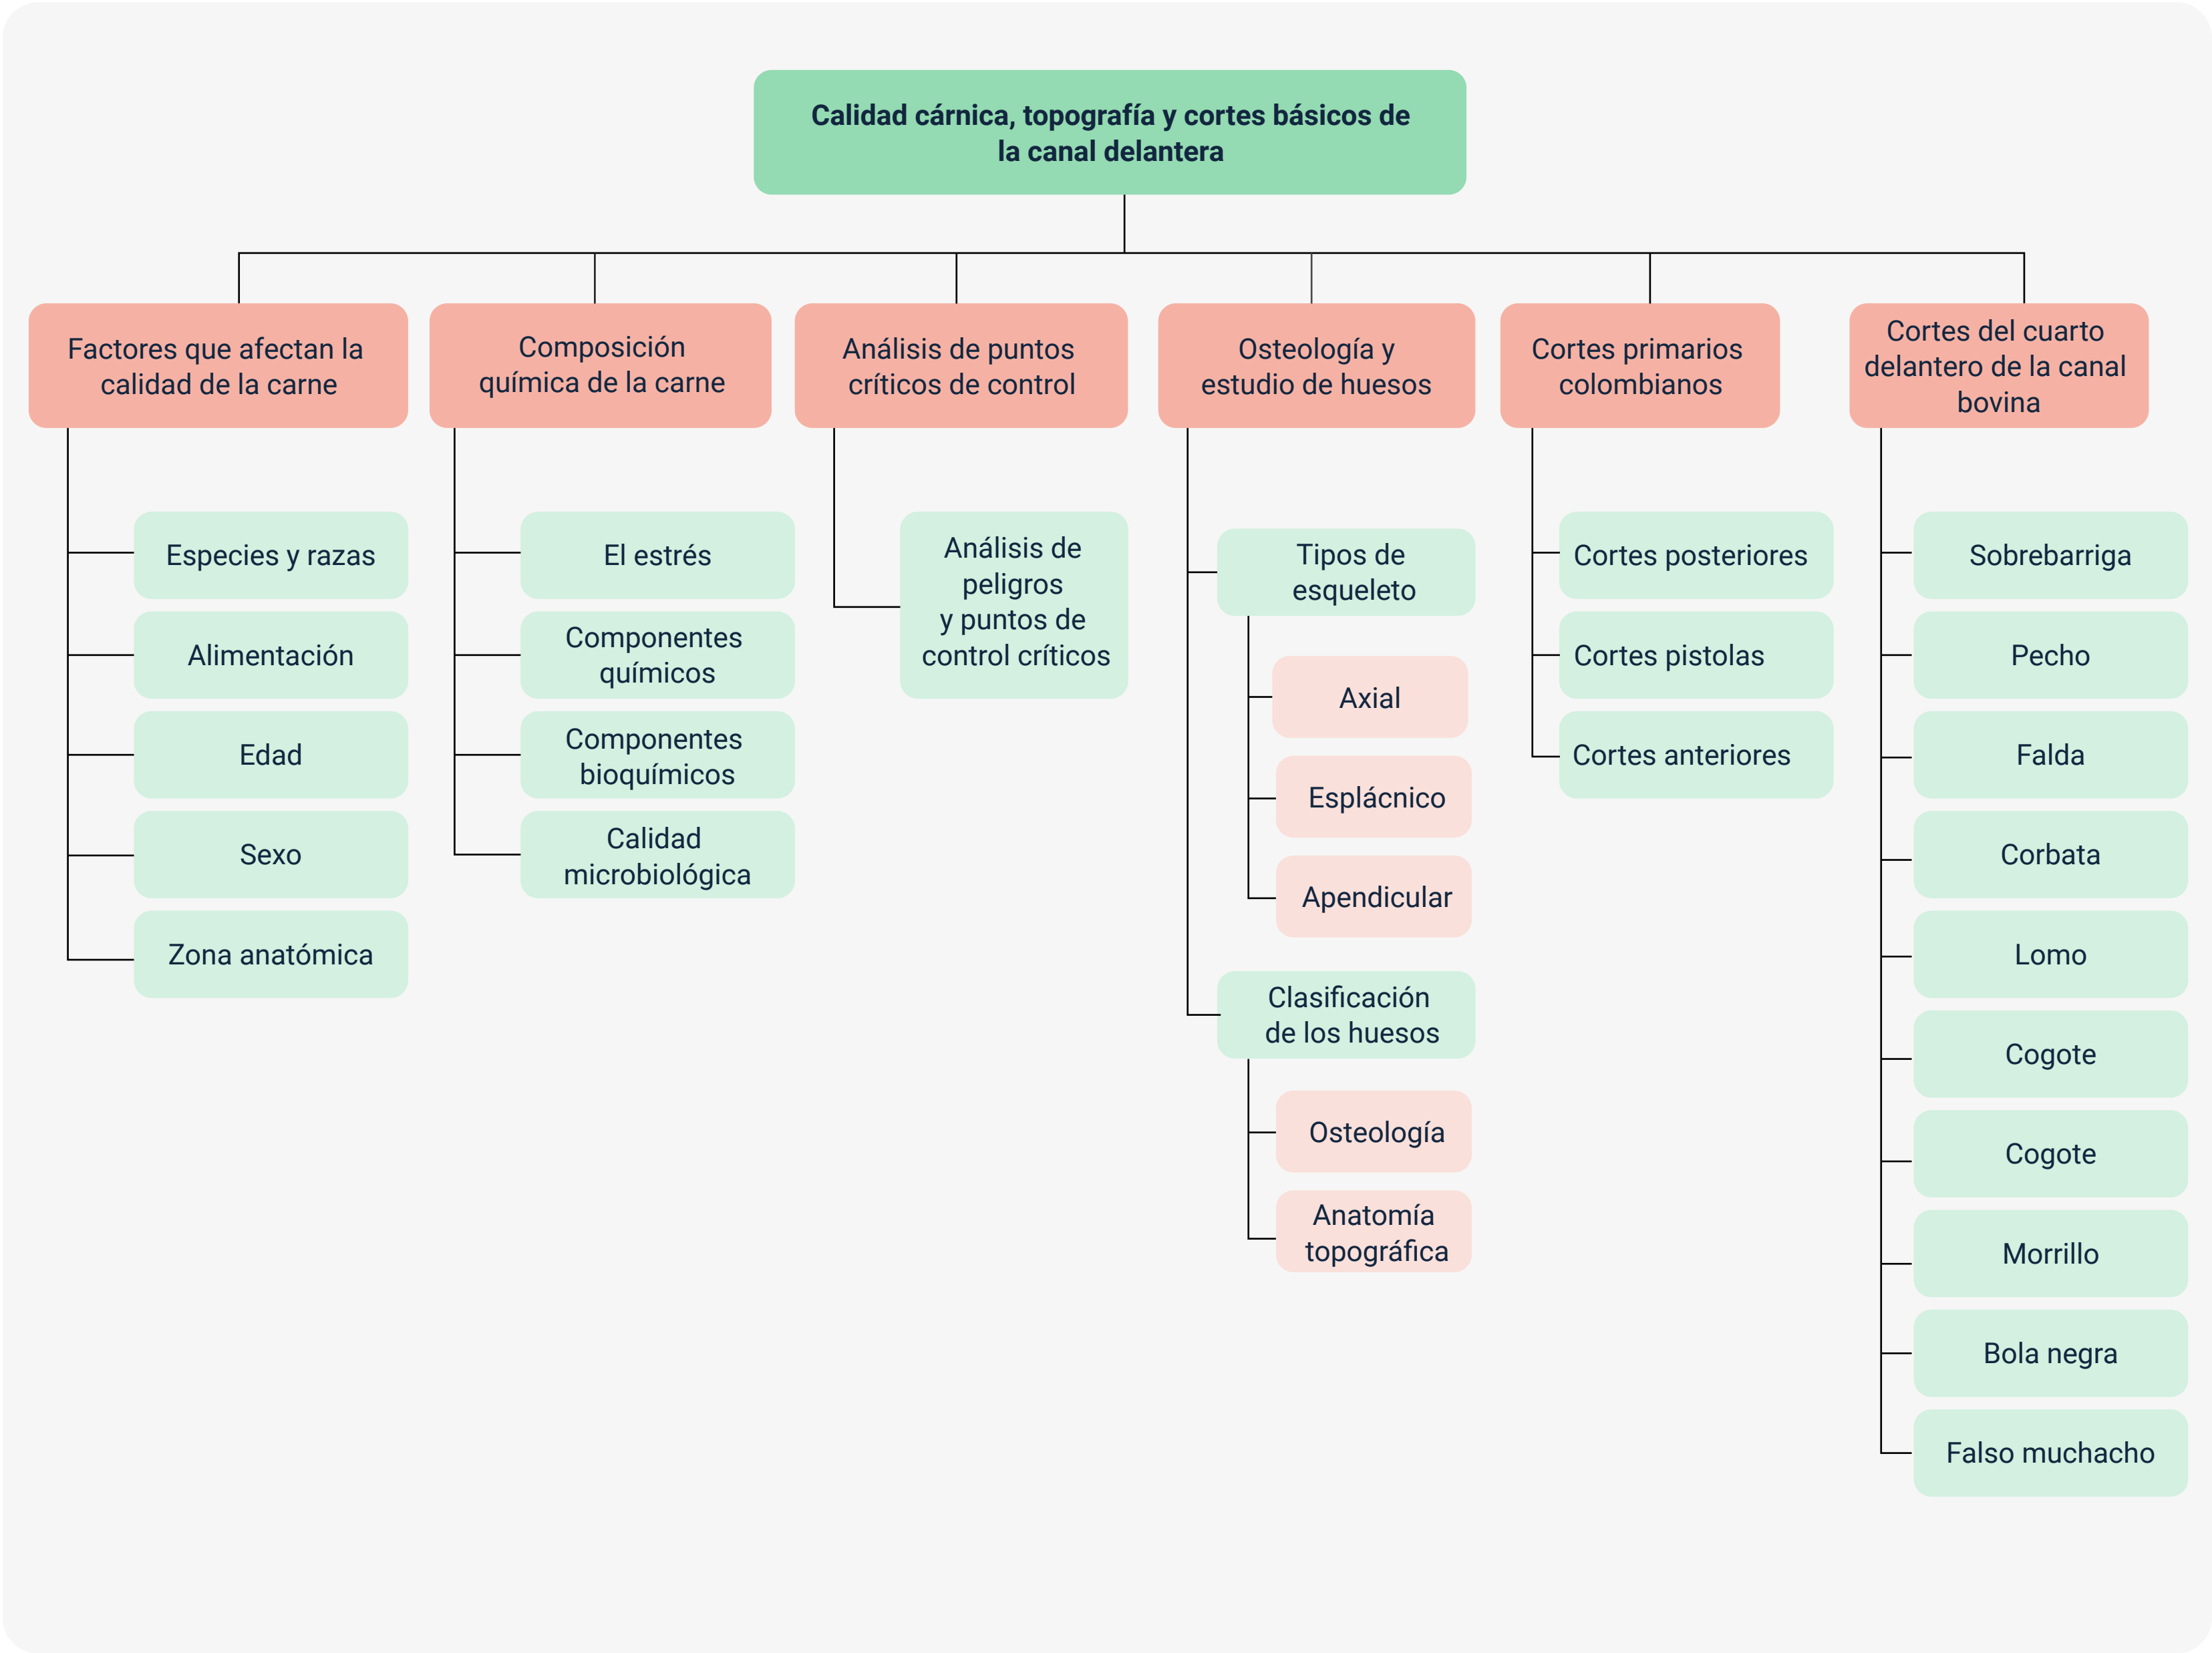 Calidad cárnica, topografía y cortes básicos de
la canal delantera
Factores que afectan la
calidad de la carne
Especies y razas
Alimentación
Edad
Sexo
Zona anatómica
Composición
química de la carne
El estrés
Componentes
químicos
Componentes
bioquímicos
Calidad
microbiológica
Análisis de puntos
críticos de control
Análisis de
peligros
y puntos de
control críticos
Osteología y
estudio de huesos
Tipos de
esqueleto
Axial
Esplácnico
Apendicular
Clasificación
de los huesos
Osteología
Anatomía
topográfica
Cortes primarios
colombianos
Cortes posteriores
Cortes pistolas
Cortes anteriores
Cortes del cuarto
delantero de la canal
bovina
Sobrebarriga
Pecho
Falda
Corbata
Lomo
Cogote
Cogote
Morrillo
Bola negra
Falso muchacho